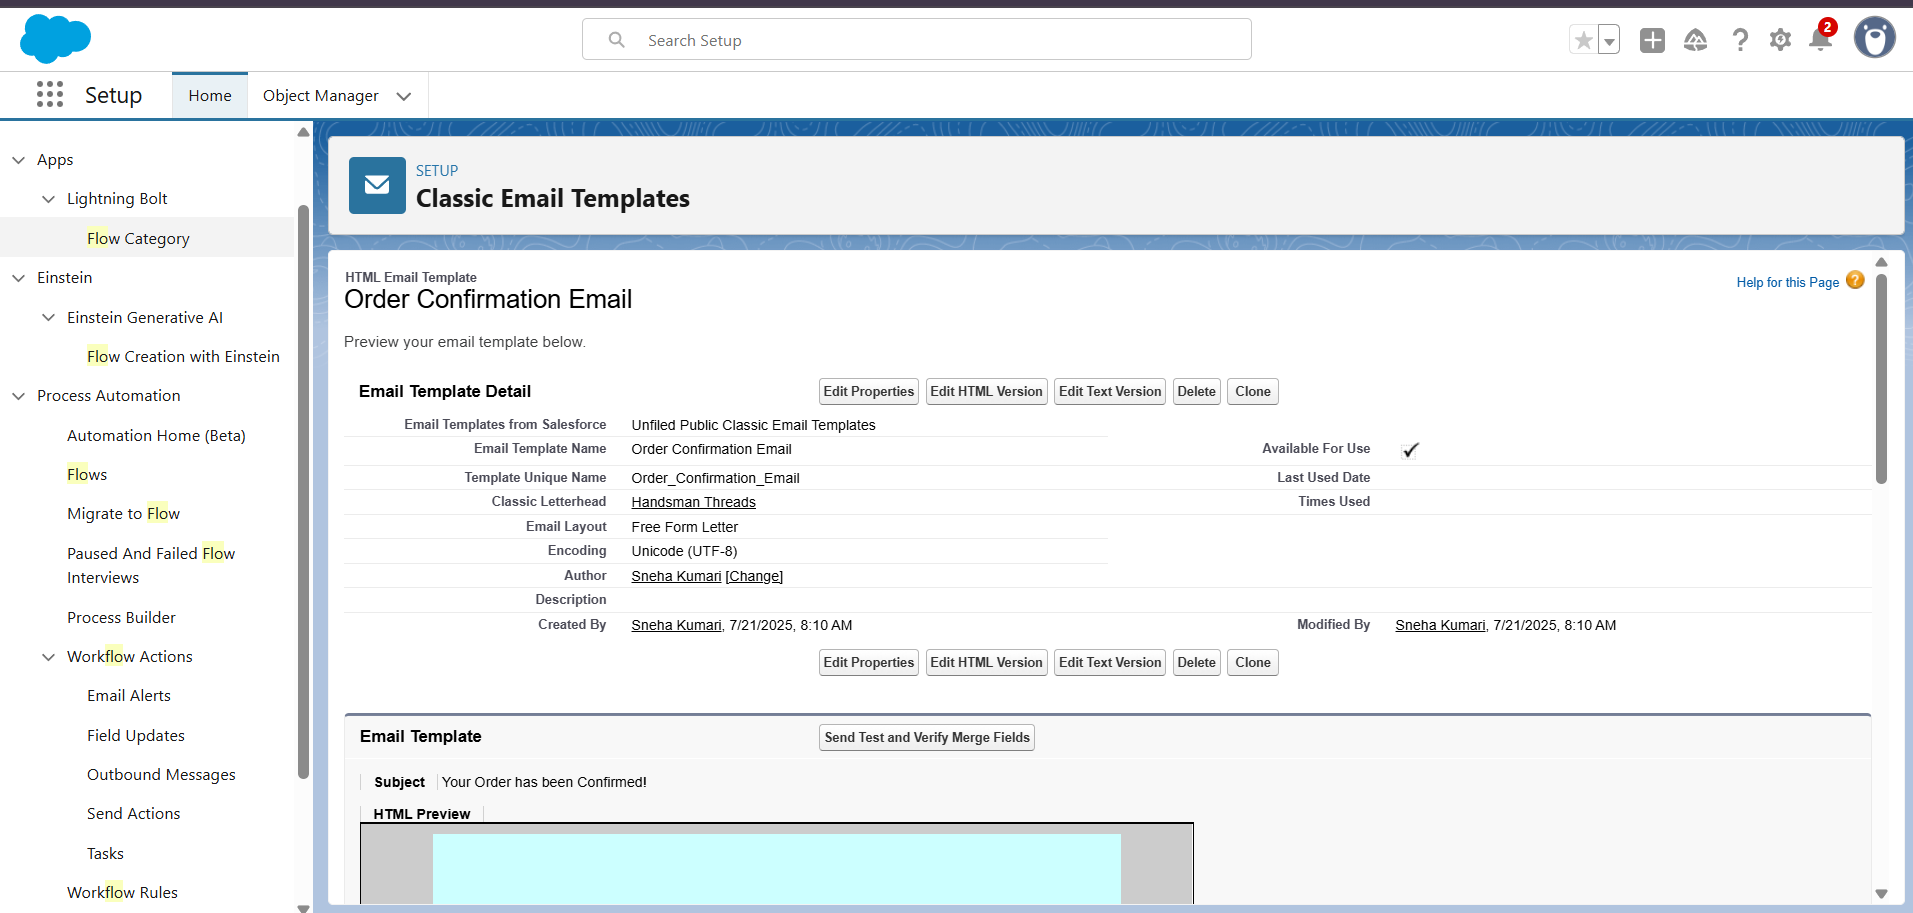 Search Setup
2
Setup
Home
Object Manager
Apps
Lightning Bolt
Flow Category
Einstein
Einstein Generative AI
Flow Creation with Einstein
Process Automation
Automation Home (Beta)
Flows
Migrate to Flow
Paused And Failed Flow
Interviews
Process Builder
Workflow Actions
Email Alerts
Field Updates
Outbound Messages
Send Actions
Tasks
Workflow Rules
SETUP
Classic Email Templates
HTML Email Template
Order Confirmation Email
Help for this Page ?
Preview your email template below.
Email Template Detail
Edit Properties Edit HTML Version Edit Text Version Delete Clone
Email Templates from Salesforce Unfiled Public Classic Email Templates
Email Template Name Order Confirmation Email Available For Use
Template Unique Name Order_Confirmation_Email Last Used Date
Classic Letterhead Handsman Threads Times Used
Email Layout Free Form Letter
Encoding Unicode (UTF-8)
Author Sneha Kumari [Change]
Description
Created By Sneha Kumari, 7/21/2025, 8:10 AM Modified By Sneha Kumari, 7/21/2025, 8:10 AM
Edit Properties Edit HTML Version Edit Text Version Delete Clone
Email Template Send Test and Verify Merge Fields
Subject Your Order has been Confirmed!
HTML Preview